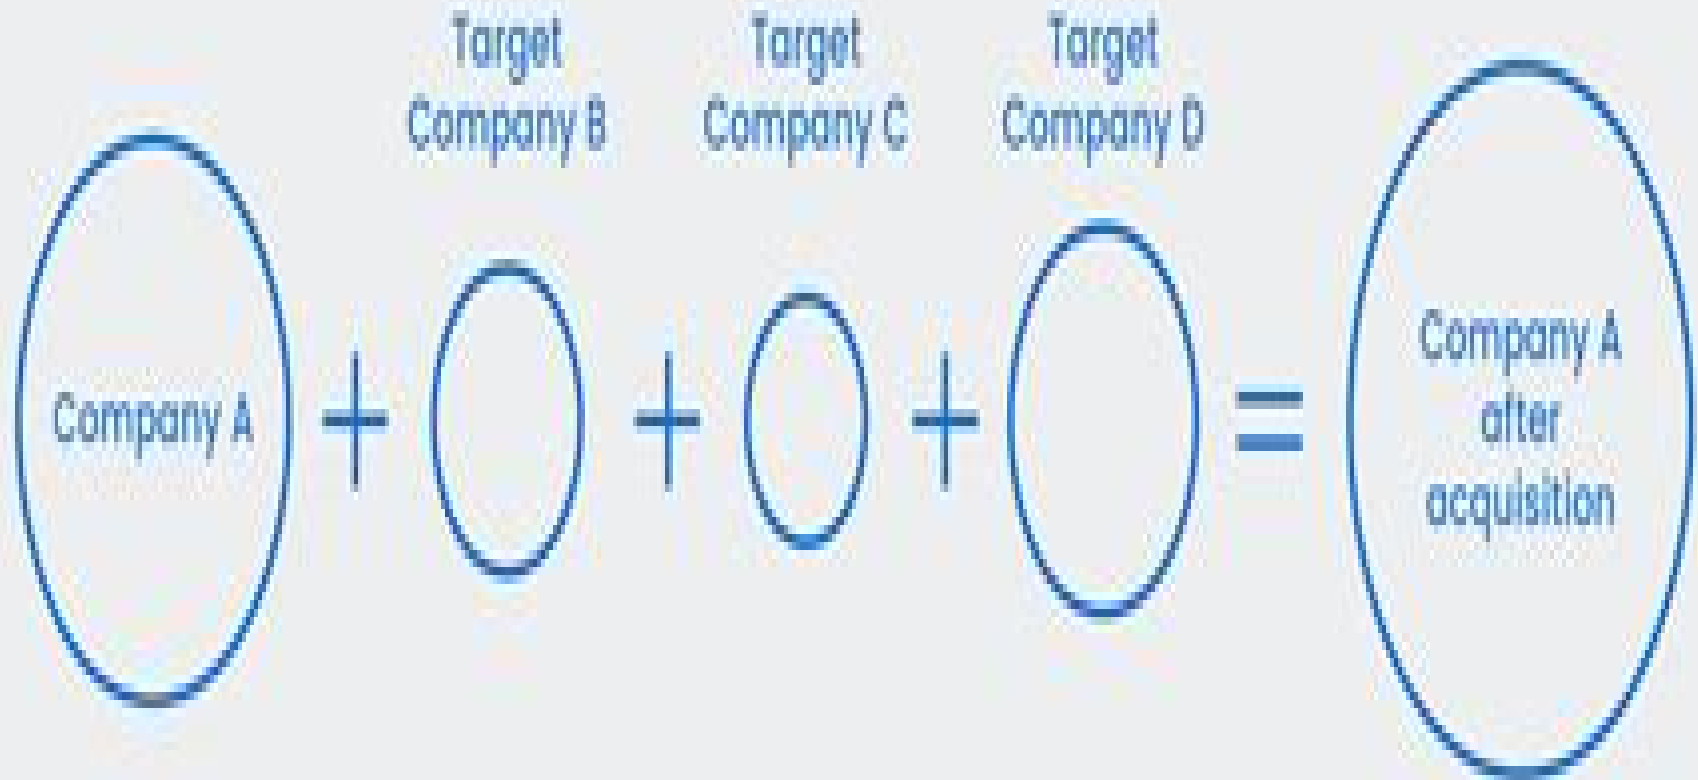 Target
Company B
Target
Company C
Target
Company D
Company A
+
+
+
=
Company A
after
acquisition